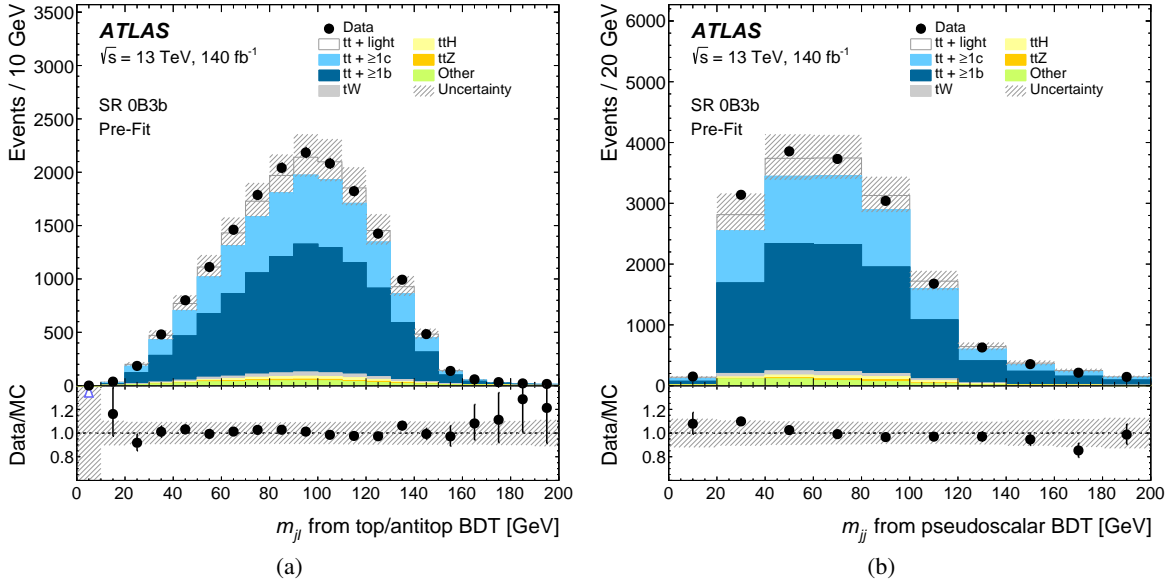 Events / 10 GeV
3500
3000
2500
2000
1500
1000
500
0
ATLAS
√s = 13 TeV, 140 fb-1
SR 0B3b
Pre-Fit
Data
tt + light
tt + ≥1c
tt + ≥1b
tW
ttH
ttZ
Other
Uncertainty
Data/MC
1.2
1.0
0.8
0 20 40 60 80 100 120 140 160 180 200
mjl from top/antitop BDT [GeV]
(a)
Events / 20 GeV
6000
5000
4000
3000
2000
1000
0
ATLAS
√s = 13 TeV, 140 fb-1
SR 0B3b
Pre-Fit
Data
tt + light
tt + ≥1c
tt + ≥1b
tW
ttH
ttZ
Other
Uncertainty
Data/MC
1.2
1.0
0.8
0 20 40 60 80 100 120 140 160 180 200
mjj from pseudoscalar BDT [GeV]
(b)